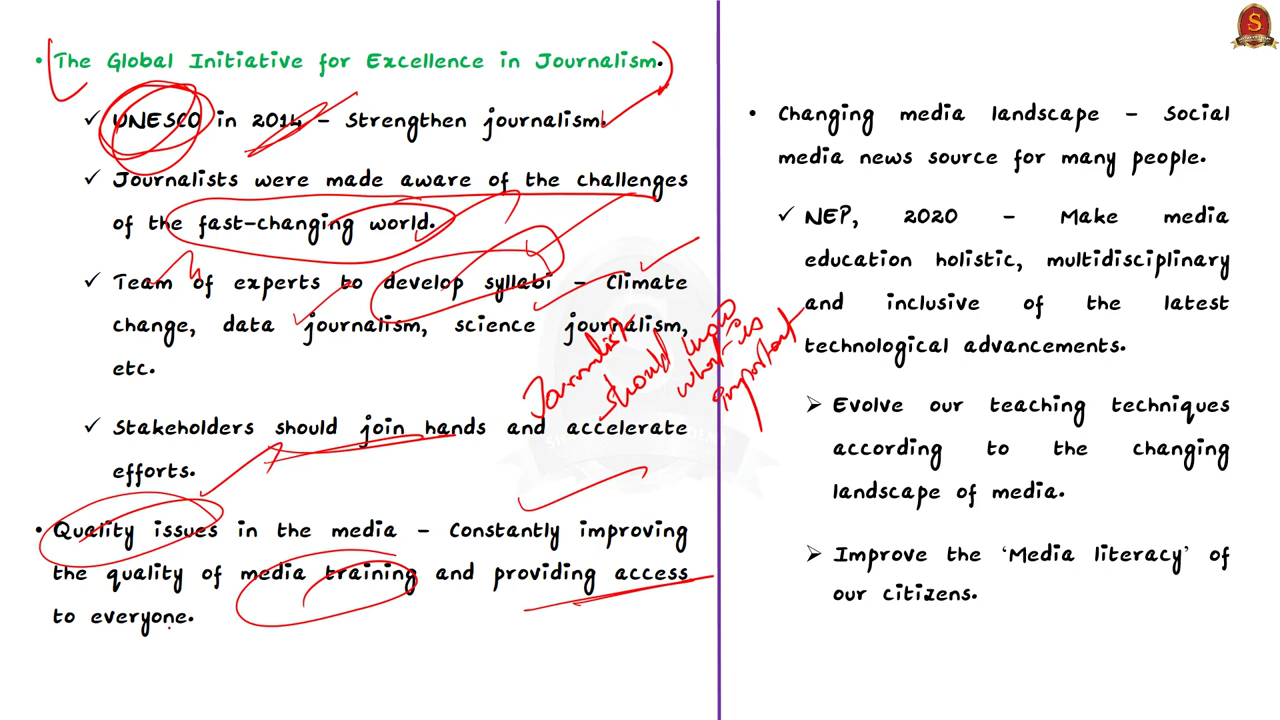 • The Global Initiative for Excellence in Journalism.
✓ UNESCO in 2014 – Strengthen journalism.
✓ Journalists were made aware of the challenges
of the fast-changing world.
✓ Team of experts to develop syllabi – Climate
change, data journalism, science journalism,
etc.
✓ Stakeholders should join hands and accelerate
efforts.
• Quality issues in the media – Constantly improving
the quality of media training and providing access
to everyone.
Journalist
should know
what is
important
• Changing media landscape – Social
media news source for many people.
✓ NEP, 2020 – Make media
education holistic, multidisciplinary
and inclusive of the latest
technological advancements.
➢ Evolve our teaching techniques
according to the changing
landscape of media.
➢ Improve the ‘Media literacy’ of
our citizens.
S